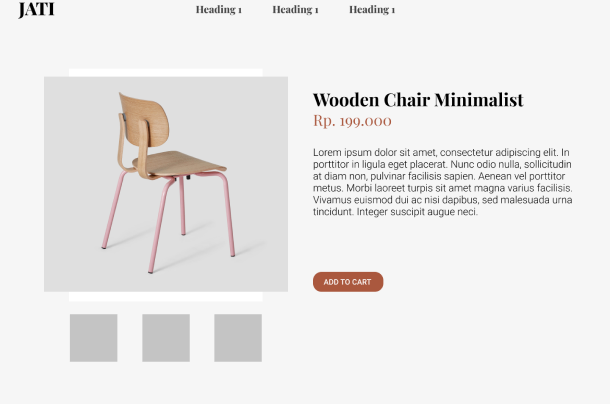 JATI
Heading 1 Heading 1 Heading 1
Wooden Chair Minimalist
Rp. 199.000
Lorem ipsum dolor sit amet, consectetur adipiscing elit. In
porttitor in ligula eget placerat. Nunc odio nulla, sollicitudin
at diam non, pulvinar facilisis sapien. Aenean vel porttitor
metus. Morbi laoreet turpis sit amet magna varius facilisis.
Vivamus euismod dui ac nisi dapibus, sed malesuada urna
tincidunt. Integer suscipit augue neci.
ADD TO CART